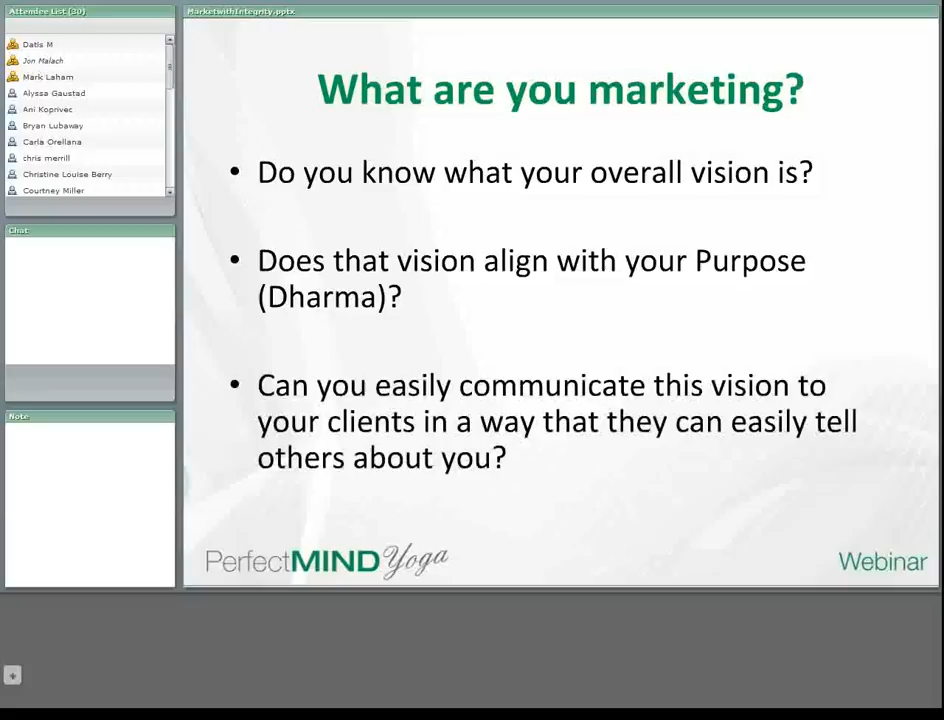 Attendee List (30)
Datis M
Jon Malach
Mark Laham
Alyssa Gaustad
Ani Koprivec
Bryan Lubaway
Carla Orellana
chris merrill
Christine Louise Berry
Courtney Miller
Chat
Note
MarketwithIntegrity.pptx
What are you marketing?
• Do you know what your overall vision is?
• Does that vision align with your Purpose
(Dharma)?
• Can you easily communicate this vision to
your clients in a way that they can easily tell
others about you?
PerfectMIND Yoga
Webinar